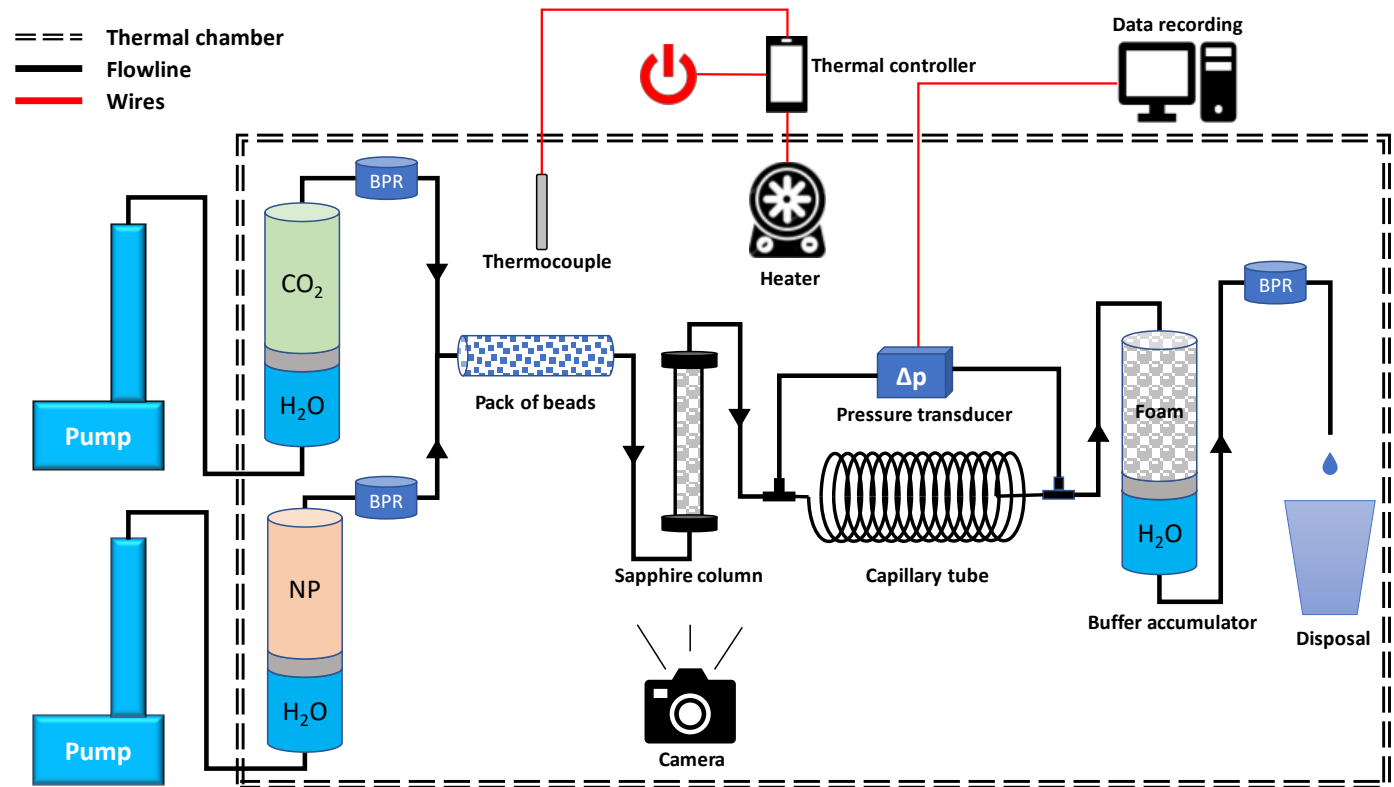 Thermal chamber
Flowline
Wires
Data recording
Thermal controller
BPR
Thermocouple
Heater
CO₂
H₂O
Pump
Pack of beads
Δp
Pressure transducer
BPR
Foam
H₂O
BPR
NP
H₂O
Pump
Sapphire column
Capillary tube
Buffer accumulator
Disposal
Camera